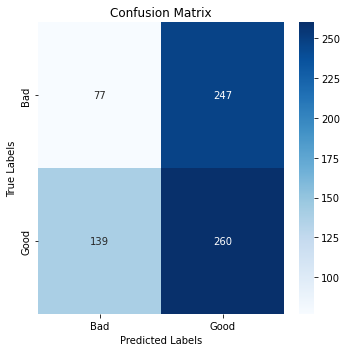 Confusion Matrix
Bad
77
247
Good
139
260
True Labels
Bad
Good
Predicted Labels
250
225
200
175
150
125
100